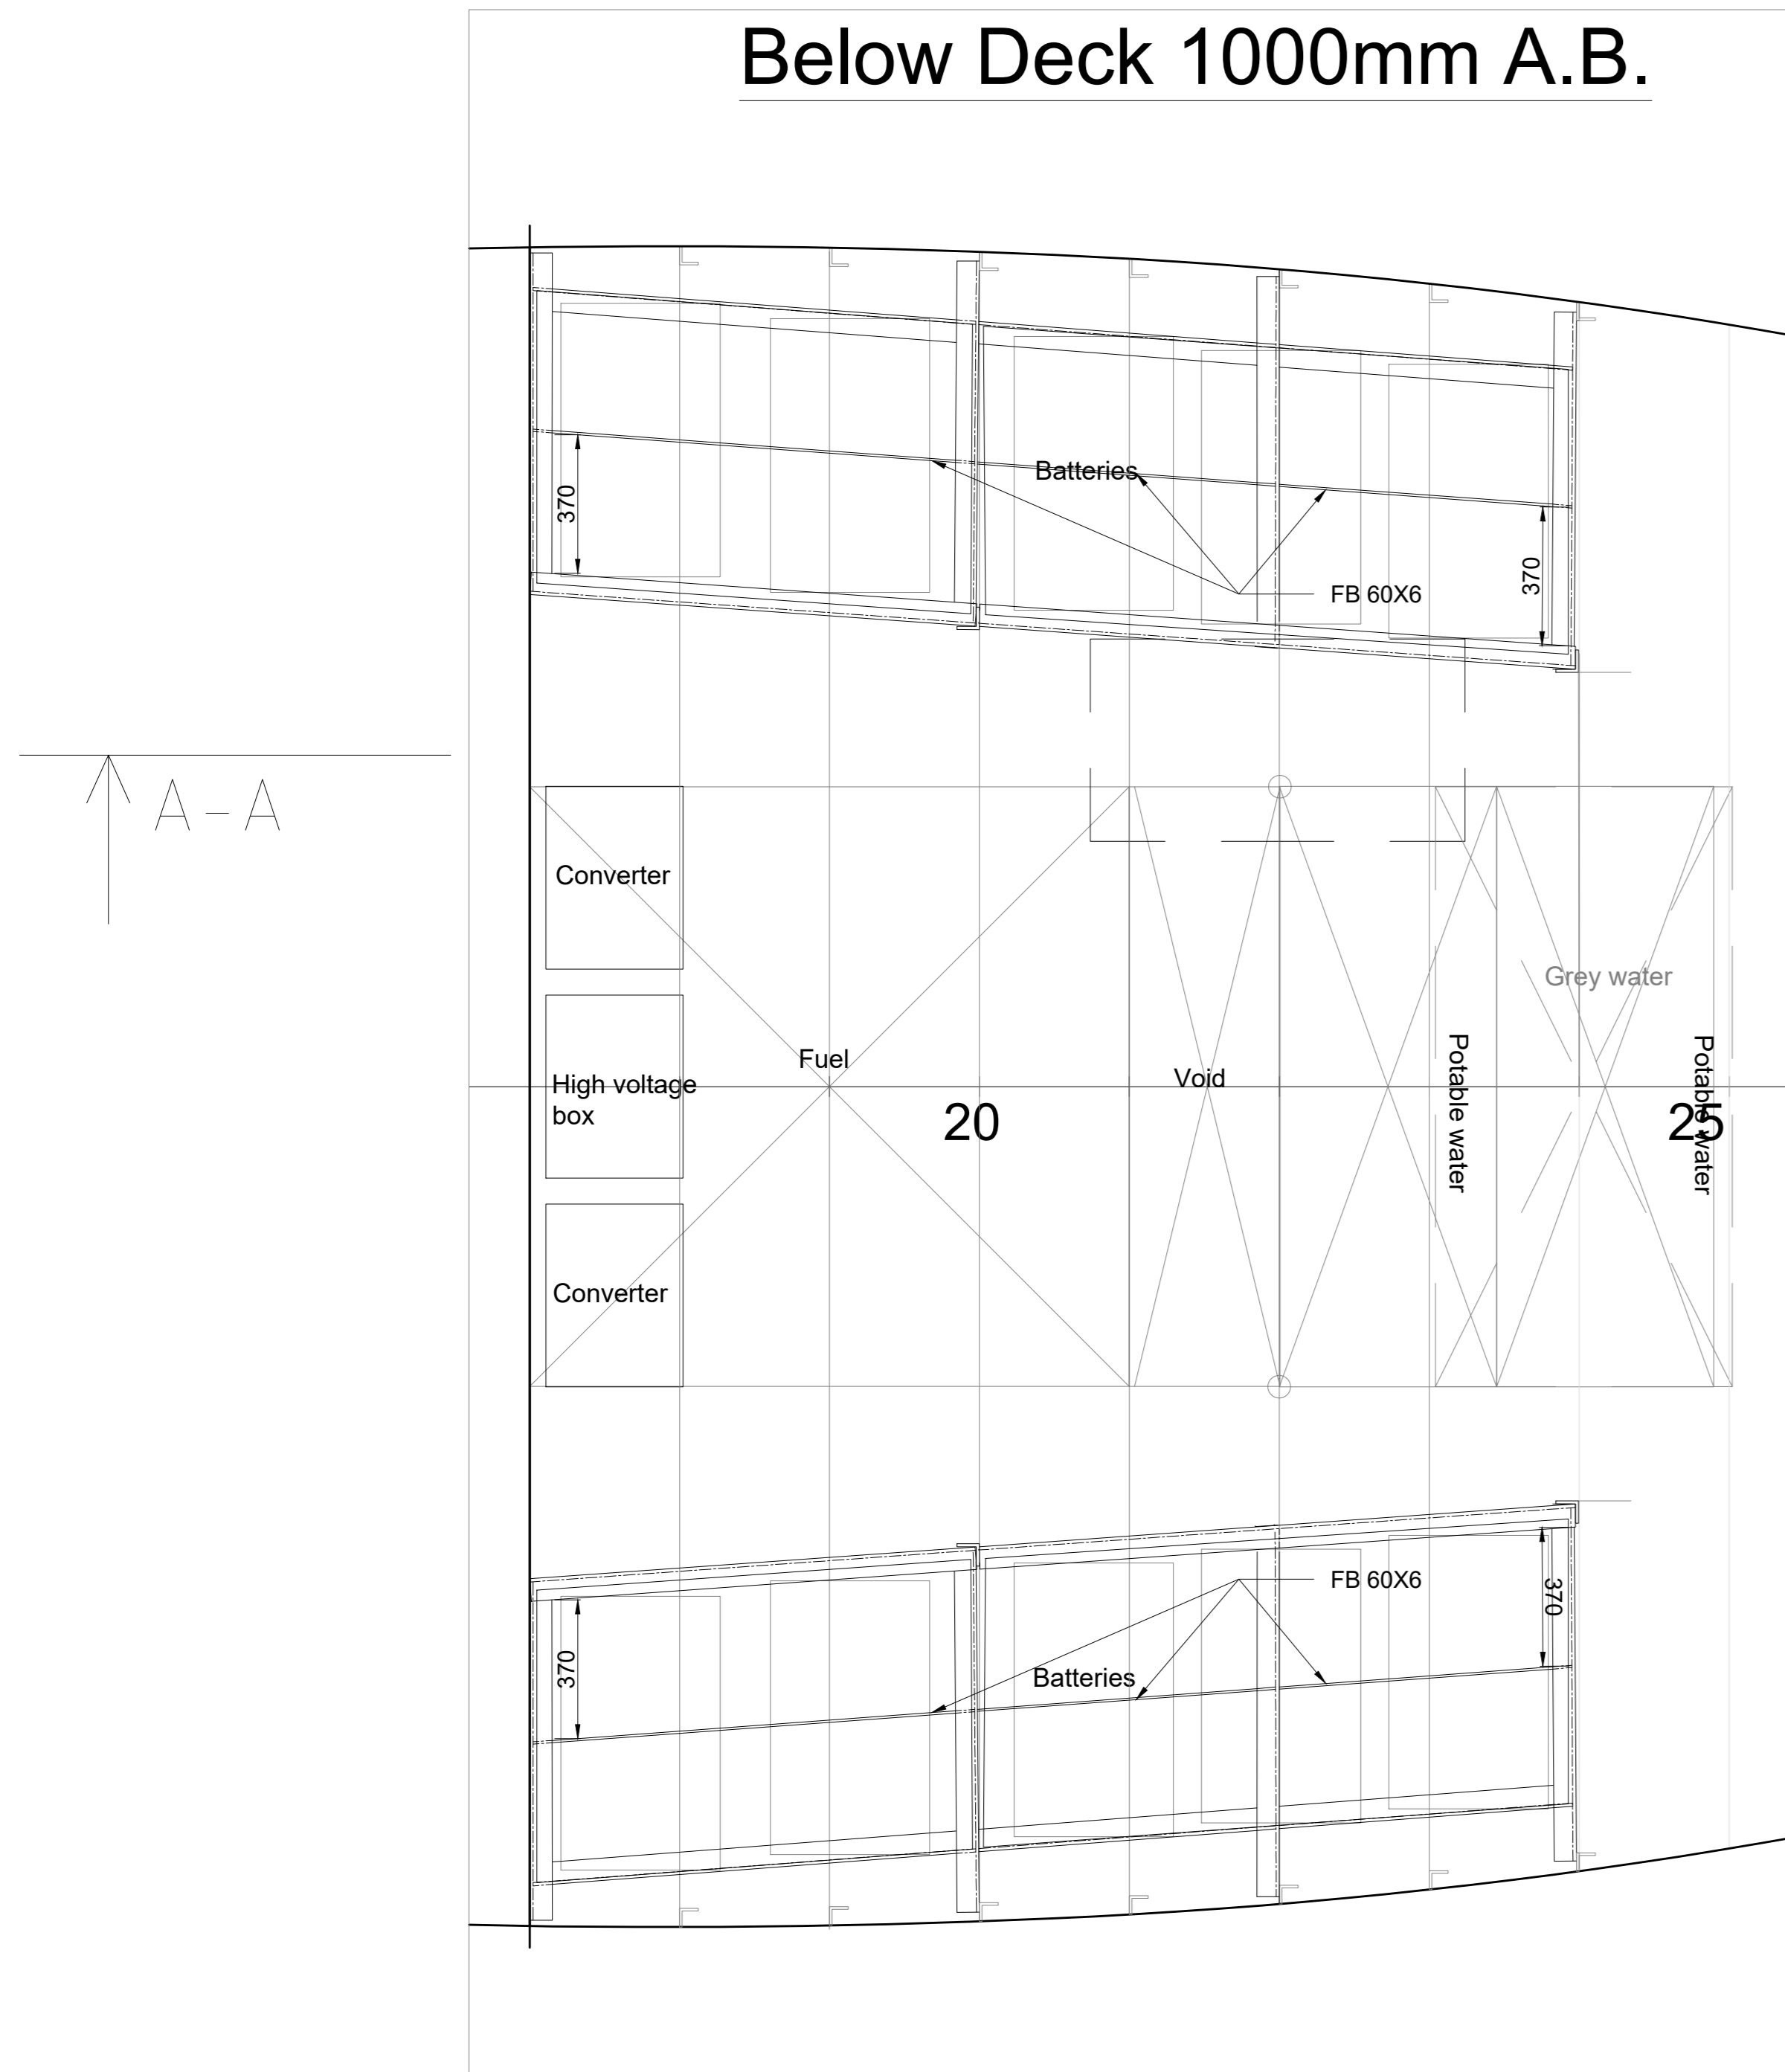 Below Deck 1000mm A.B.
Batteries
370
370
FB 60X6
A-A
Converter
Grey water
Fuel
Void
High voltage
box
Potable water
Potable water
20
25
Converter
FB 60X6
370
370
Batteries